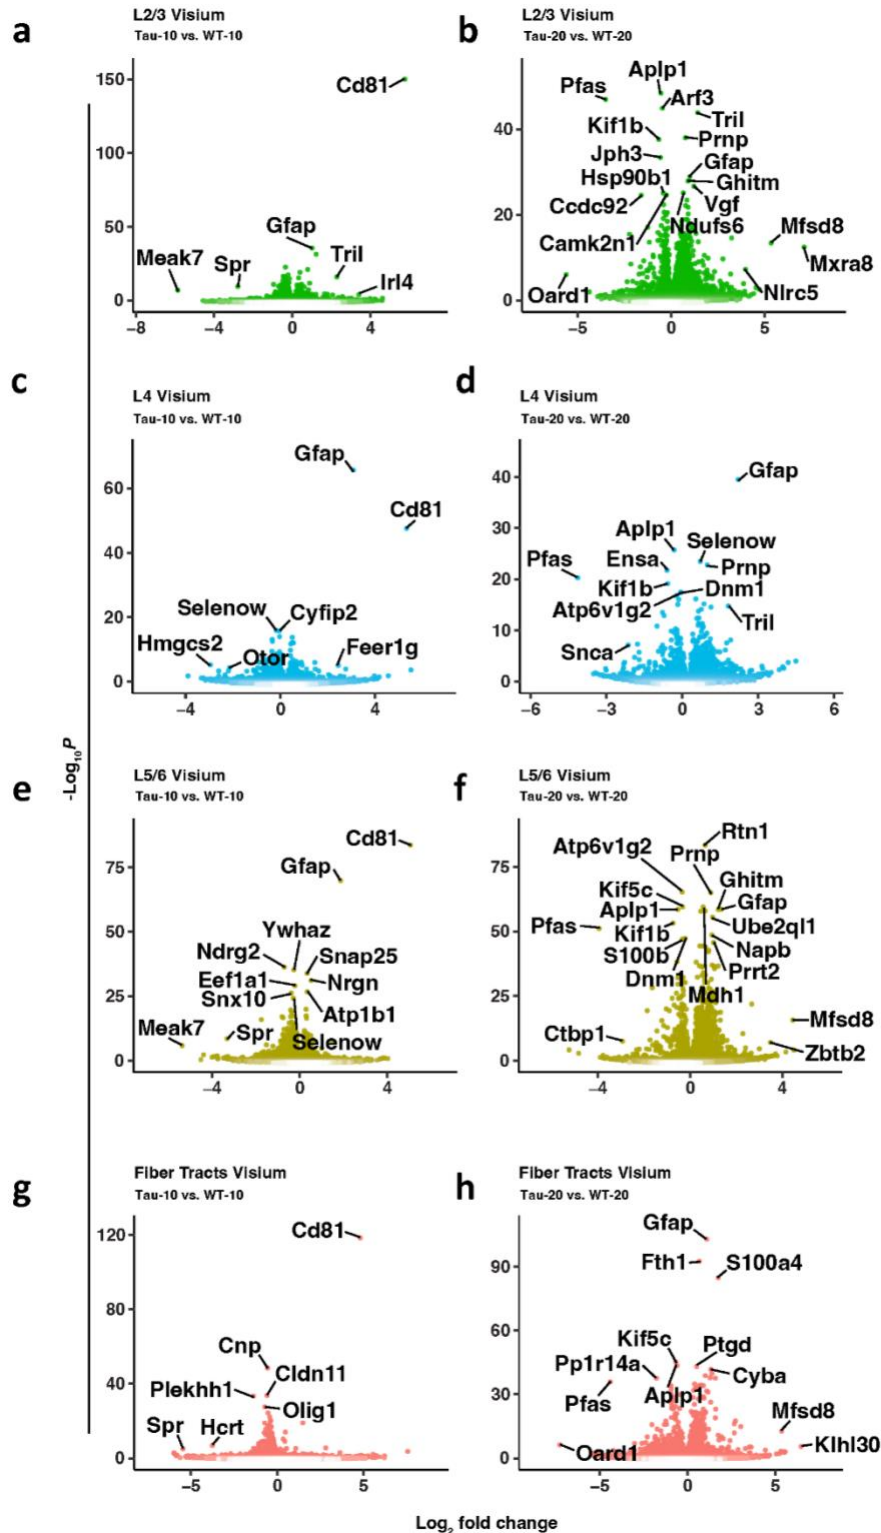 a
L2/3 Visium
Tau-10 vs. WT-10
150
100
50
0
Cd81
Gfap
Meak7
Spr
Tril
Irl4
−8
−4
0
4
b
L2/3 Visium
Tau-20 vs. WT-20
40
20
0
Aplp1
Pfas
Arf3
Tril
Kif1b
Prnp
Jph3
Gfap
Hsp90b1
Ghitm
Ccdc92
Vgf
Ndufs6
Camk2n1
Mfsd8
Mxra8
Oard1
Nlrc5
−5
0
5
c
L4 Visium
Tau-10 vs. WT-10
60
40
20
0
Gfap
Cd81
Selenow
Cyfip2
Hmgcs2
Otor
Feer1g
−4
0
4
d
L4 Visium
Tau-20 vs. WT-20
40
30
20
10
0
Gfap
Aplp1
Selenow
Pfas
Ensa
Prnp
Kif1b
Dnm1
Atp6v1g2
Tril
Snca
−6
−3
0
3
6
-Log10P
e
L5/6 Visium
Tau-10 vs. WT-10
75
50
25
0
Cd81
Gfap
Ywhaz
Ndrg2
Snap25
Eef1a1
Nrgn
Snx10
Atp1b1
Meak7
Spr
Selenow
−4
0
4
f
L5/6 Visium
Tau-20 vs. WT-20
75
50
25
0
Rtn1
Atp6v1g2
Prnp
Ghitm
Kif5c
Gfap
Aplp1
Pfas
Ube2ql1
Kif1b
Napb
S100b
Prrt2
Dnm1
Mdh1
Mfsd8
Ctbp1
Zbtb2
−4
0
4
g
Fiber Tracts Visium
Tau-10 vs. WT-10
120
80
40
0
Cd81
Cnp
Cldn11
Plekhh1
Olig1
Spr
Hcrt
−5
0
5
h
Fiber Tracts Visium
Tau-20 vs. WT-20
90
60
30
0
Gfap
Fth1
S100a4
Kif5c
Ptgd
Pp1r14a
Cyba
Pfas
Aplp1
Mfsd8
Oard1
Klhl30
−5
0
5
Log2 fold change